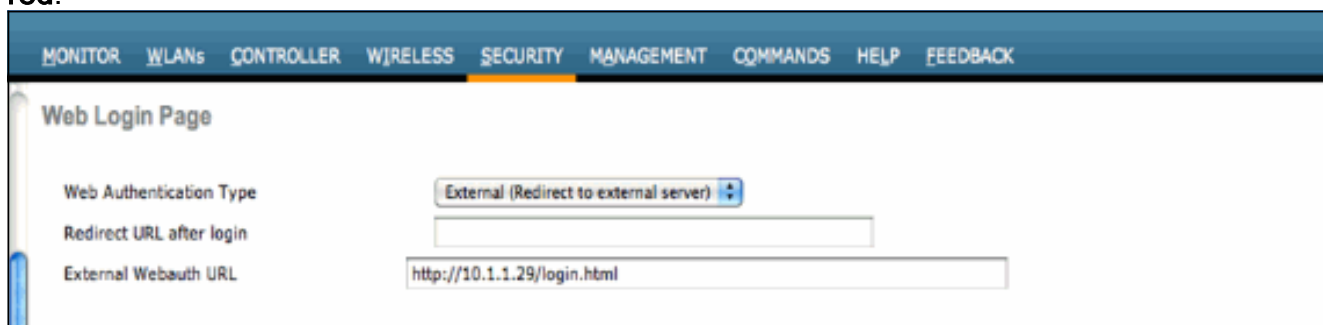 MONITOR WLANs CONTROLLER WIRELESS SECURITY MANAGEMENT COMMANDS HELP FEEDBACK
Web Login Page
Web Authentication Type External (Redirect to external server)
Redirect URL after login
External Webauth URL http://10.1.1.29/login.html